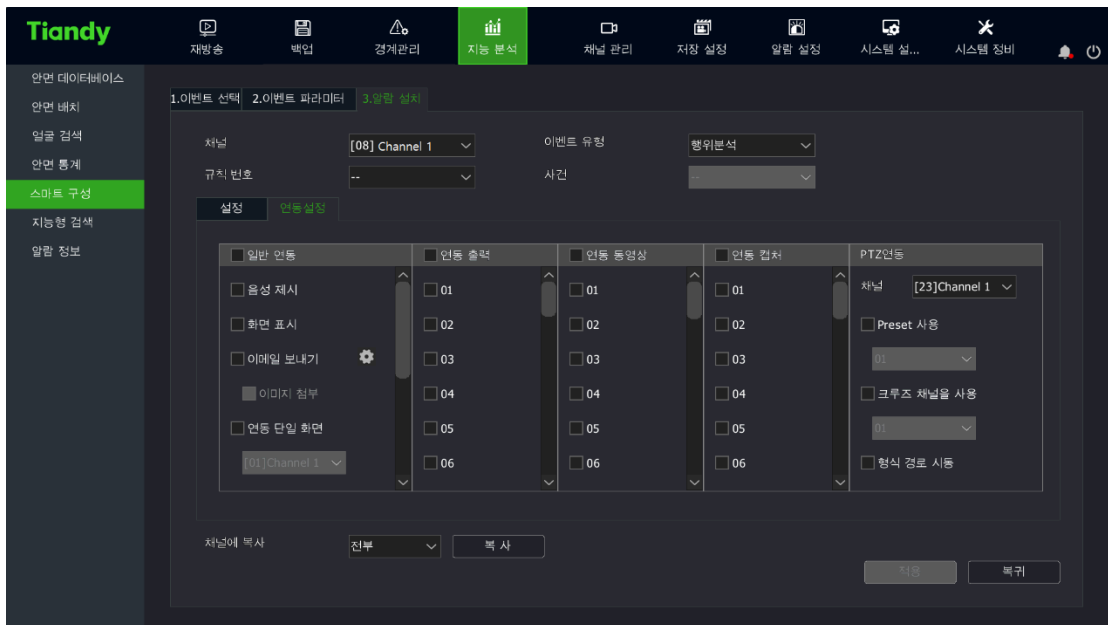 Tiandy
재방송 백업 경계관리 지능 분석 채널 관리 저장 설정 알람 설정 시스템 설... 시스템 정비
안면 데이터베이스
안면 배치
얼굴 검색
안면 통계
스마트 구성
지능형 검색
알람 정보
1.이벤트 선택 2.이벤트 파라미터 3.알람 설치
채널 [08] Channel 1 이벤트 유형 행위분석
규칙 번호 -- 사건 --
설정 연동설정
일반 연동 연동 출력 연동 동영상 연동 캡처 PTZ연동
음성 제시 01 01 01 채널 [23]Channel 1
화면 표시 02 02 02 Preset 사용
이메일 보내기 03 03 03 01
이미지 첨부 04 04 04 크루즈 채널을 사용
연동 단일 화면 05 05 05 01
[01]Channel 1 06 06 06 형식 경로 시동
채널에 복사 전부 복 사
적용 복귀